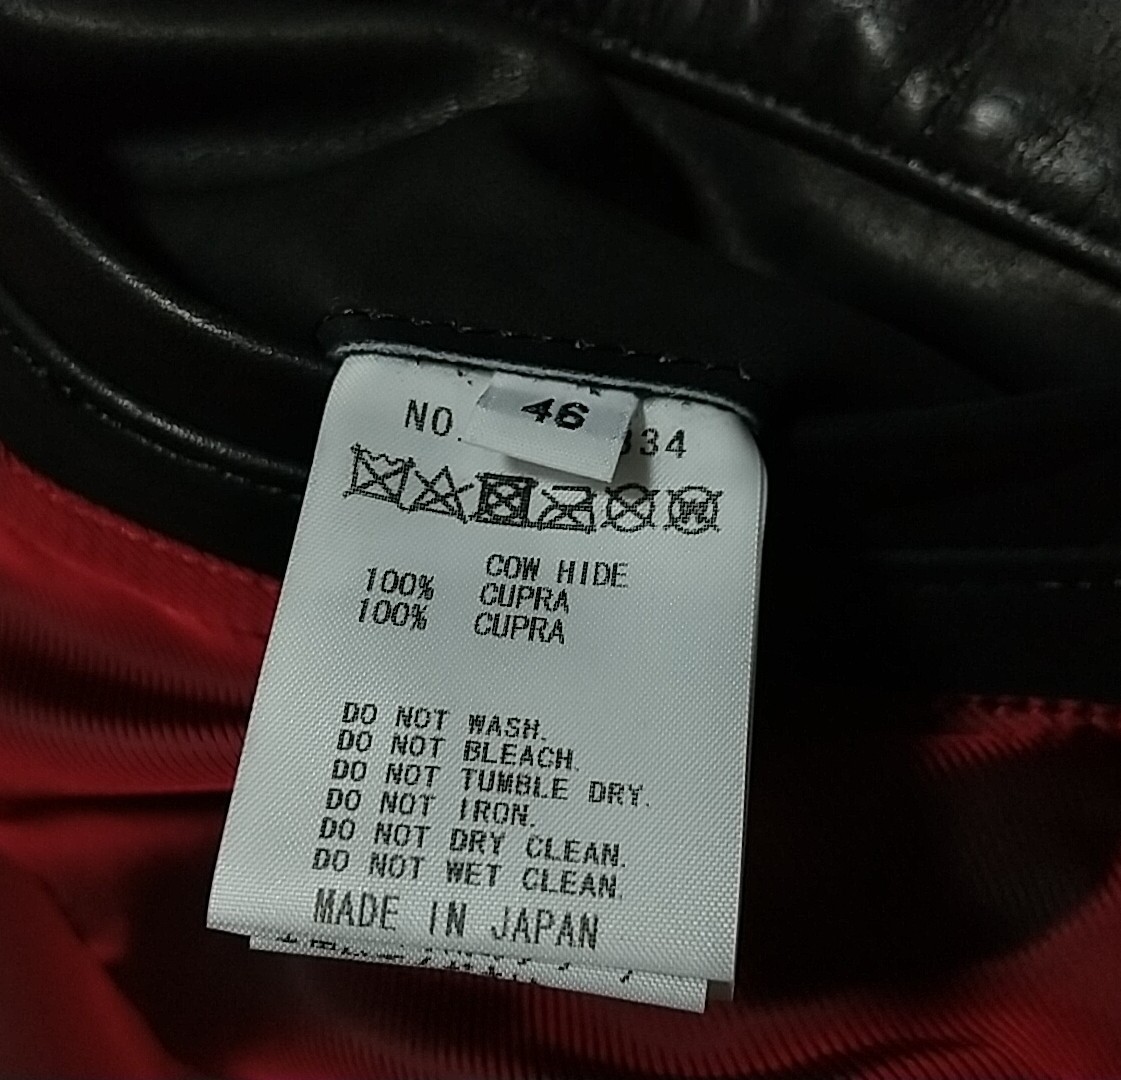 46
NO. 334
W
COW HIDE
100% CUPRA
100% CUPRA
DO NOT WASH.
DO NOT BLEACH.
DO NOT TUMBLE DRY.
DO NOT IRON.
DO NOT DRY CLEAN.
DO NOT WET CLEAN.
MADE IN JAPAN